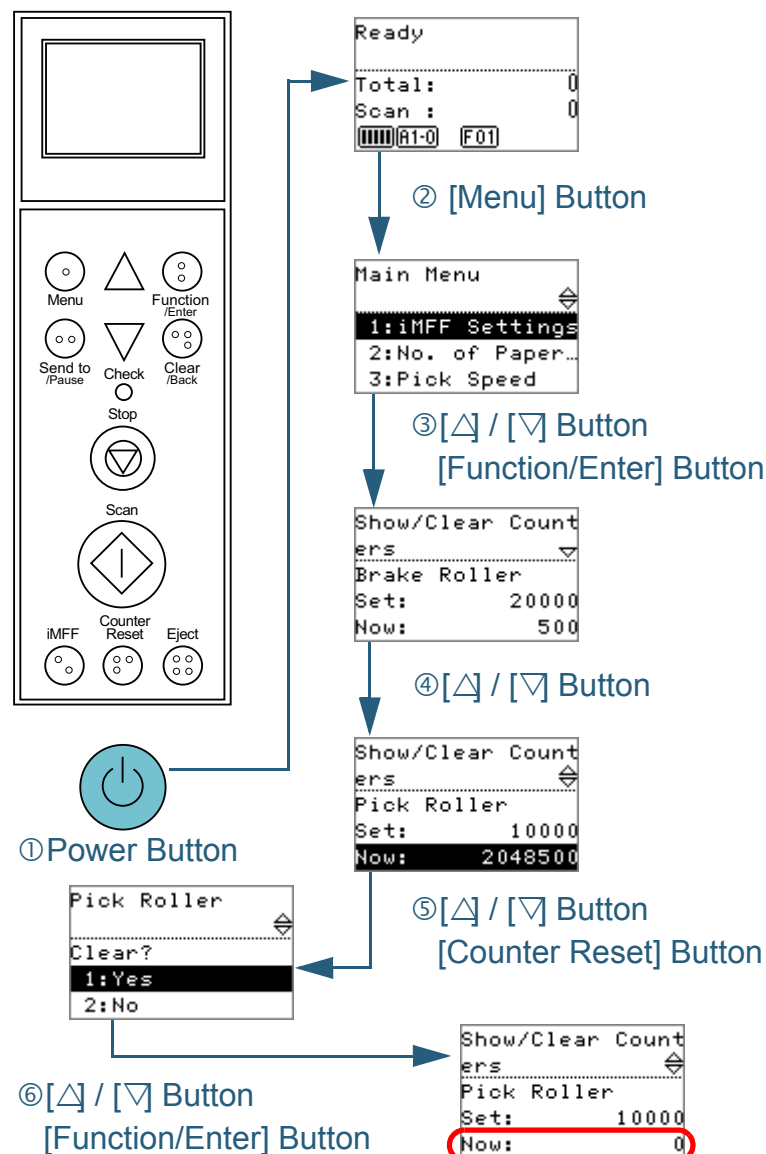 Menu
Function
/Enter
Send to
/Pause
Check
Clear
/Back
Stop
Scan
iMFF
Counter
Reset
Eject
①Power Button
Ready
Total: 0
Scan : 0
A1-0 F01
② [Menu] Button
Main Menu
1:iMFF Settings
2:No. of Paper…
3:Pick Speed
③[△] / [▽] Button
[Function/Enter] Button
Show/Clear Count
ers
Brake Roller
Set: 20000
Now: 500
④[△] / [▽] Button
Show/Clear Count
ers
Pick Roller
Set: 10000
Now: 2048500
⑤[△] / [▽] Button
[Counter Reset] Button
Pick Roller
Clear?
1:Yes
2:No
⑥[△] / [▽] Button
[Function/Enter] Button
Show/Clear Count
ers
Pick Roller
Set: 10000
Now: 0